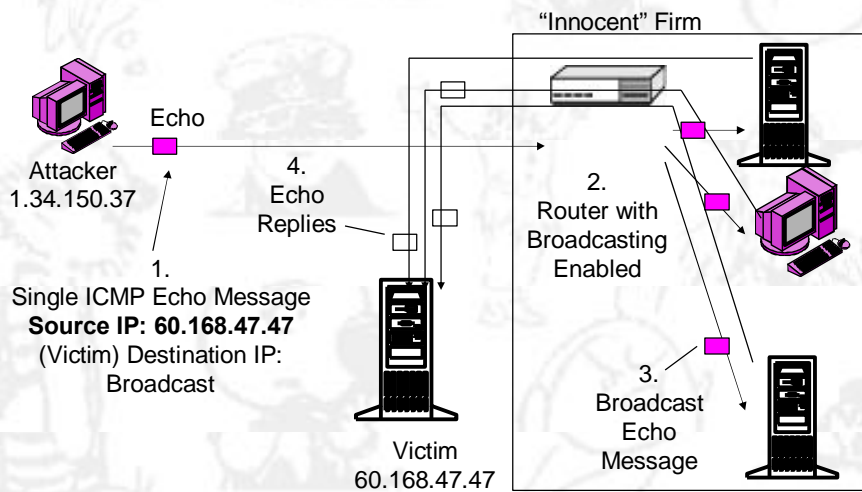 “Innocent” Firm
Echo
Attacker
1.34.150.37
4.
Echo
Replies
2.
Router with
Broadcasting
Enabled
1.
Single ICMP Echo Message
Source IP: 60.168.47.47
(Victim) Destination IP:
Broadcast
3.
Broadcast
Echo
Message
Victim
60.168.47.47